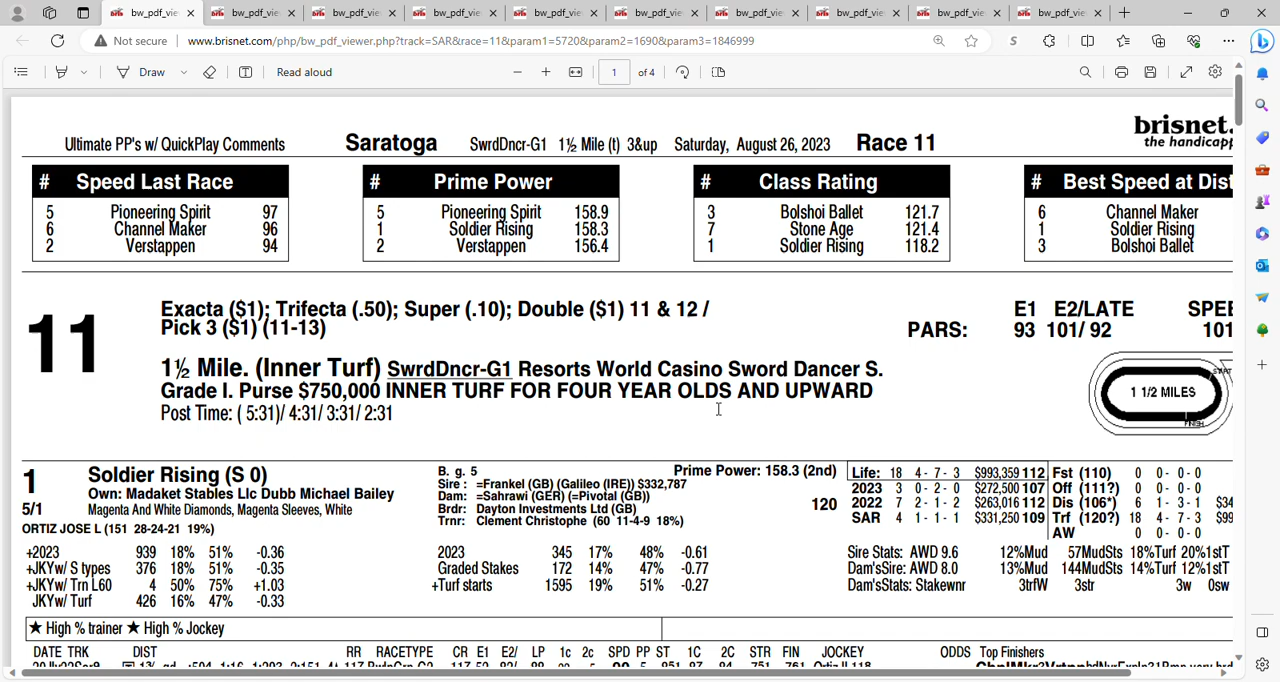 bw_pdf_vie bw_pdf_vie bw_pdf_vie bw_pdf_vie bw_pdf_vie bw_pdf_vie bw_pdf_vie bw_pdf_vie bw_pdf_vie bw_pdf_vie
Not secure www.brisnet.com/php/bw_pdf_viewer.php?track=SAR&race=11&param1=5720&param2=1690&param3=1846999
Draw Read aloud 1 of 4
brisnet.
Ultimate PP's w/ QuickPlay Comments Saratoga SwrdDncr-G1 1½ Mile (t) 3&up Saturday, August 26, 2023 Race 11 the handicapp
# Speed Last Race # Prime Power # Class Rating # Best Speed at Dist
5 Pioneering Spirit 97 5 Pioneering Spirit 158.9 3 Bolshoi Ballet 121.7 6 Channel Maker
6 Channel Maker 96 1 Soldier Rising 158.3 7 Stone Age 121.4 1 Soldier Rising
2 Verstappen 94 2 Verstappen 156.4 1 Soldier Rising 118.2 3 Bolshoi Ballet
11
Exacta ($1); Trifecta (.50); Super (.10); Double ($1) 11 & 12 / E1 E2/LATE SPEE
Pick 3 ($1) (11-13) PARS: 93 101/ 92 101
1½ Mile. (Inner Turf) SwrdDncr-G1 Resorts World Casino Sword Dancer S.
START
Grade I. Purse $750,000 INNER TURF FOR FOUR YEAR OLDS AND UPWARD 1 1/2 MILES
Post Time: ( 5:31)/ 4:31/ 3:31/ 2:31 FINISH
1 Soldier Rising (S 0) B. g. 5 Prime Power: 158.3 (2nd) Life: 18 4 - 7 - 3 $993,359 112 Fst (110) 0 0 - 0 - 0
Own: Madaket Stables Llc Dubb Michael Bailey Sire : =Frankel (GB) (Galileo (IRE)) $332,787 2023 3 0 - 2 - 0 $272,500 107 Off (111?) 0 0 - 0 - 0
5/1 Magenta And White Diamonds, Magenta Sleeves, White Dam: =Sahrawi (GER) (=Pivotal (GB)) 120 2022 7 2 - 1 - 2 $263,016 112 Dis (106*) 6 1 - 3 - 1 $34
Brdr: Dayton Investments Ltd (GB) SAR 4 1 - 1 - 1 $331,250 109 Trf (120?) 18 4 - 7 - 3 $99
ORTIZ JOSE L (151 28-24-21 19%) Trnr: Clement Christophe (60 11-4-9 18%) AW 0 0 - 0 - 0
+2023 939 18% 51% -0.36 2023 345 17% 48% -0.61 Sire Stats: AWD 9.6 12%Mud 57MudSts 18%Turf 20%1stT
+JKYw/ S types 376 18% 51% -0.35 Graded Stakes 172 14% 47% -0.77 Dam'sSire: AWD 8.0 13%Mud 144MudSts 14%Turf 12%1stT
+JKYw/ Trn L60 4 50% 75% +1.03 +Turf starts 1595 19% 51% -0.27 Dam'sStats: Stakewnr 3trfW 3str 3w 0sw
JKYw/ Turf 426 16% 47% -0.33
★ High % trainer ★ High % Jockey
DATE TRK DIST RR RACETYPE CR E1 E2/ LP 1c 2c SPD PP ST 1C 2C STR FIN JOCKEY ODDS Top Finishers